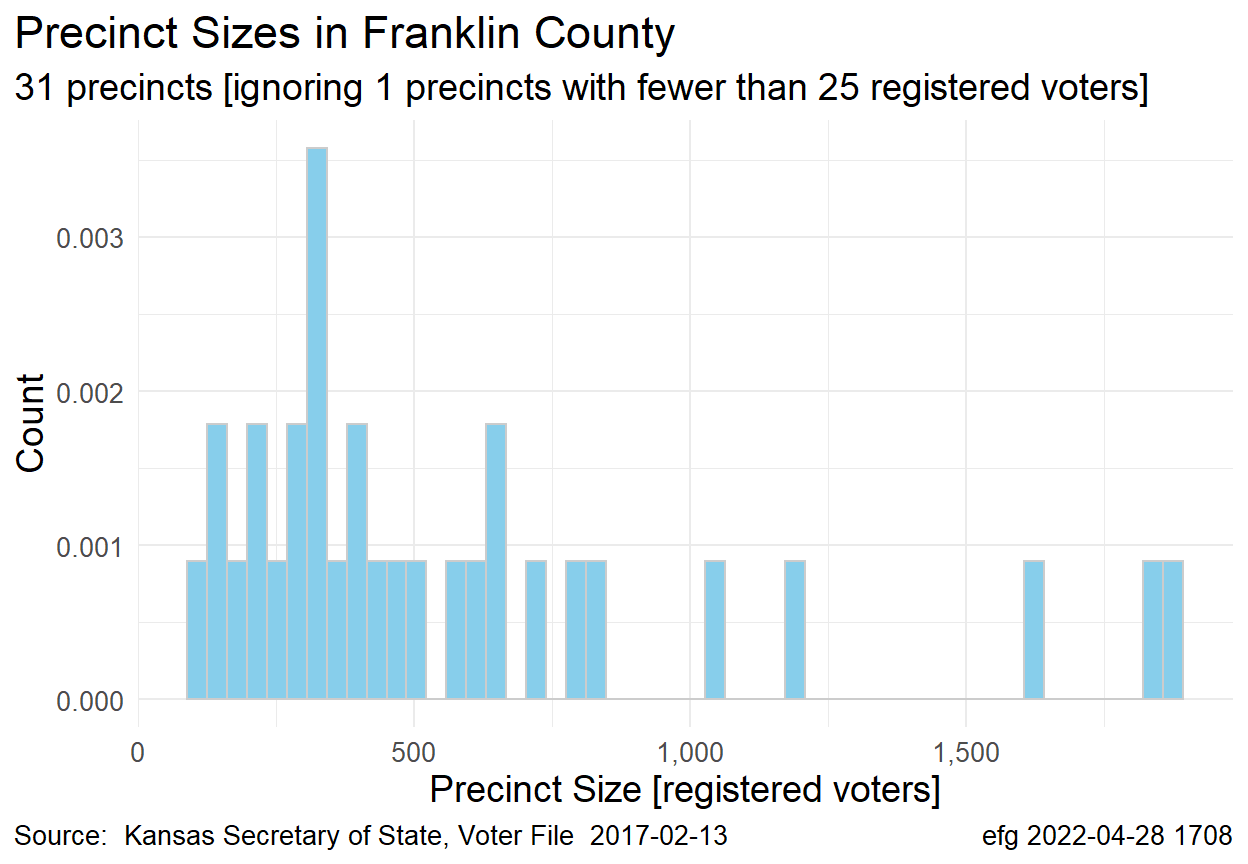 Precinct Sizes in Franklin County
31 precincts [ignoring 1 precincts with fewer than 25 registered voters]
Count
0.003
0.002
0.001
0.000
0 500 1,000 1,500
Precinct Size [registered voters]
Source:  Kansas Secretary of State, Voter File  2017-02-13 efg 2022-04-28 1708